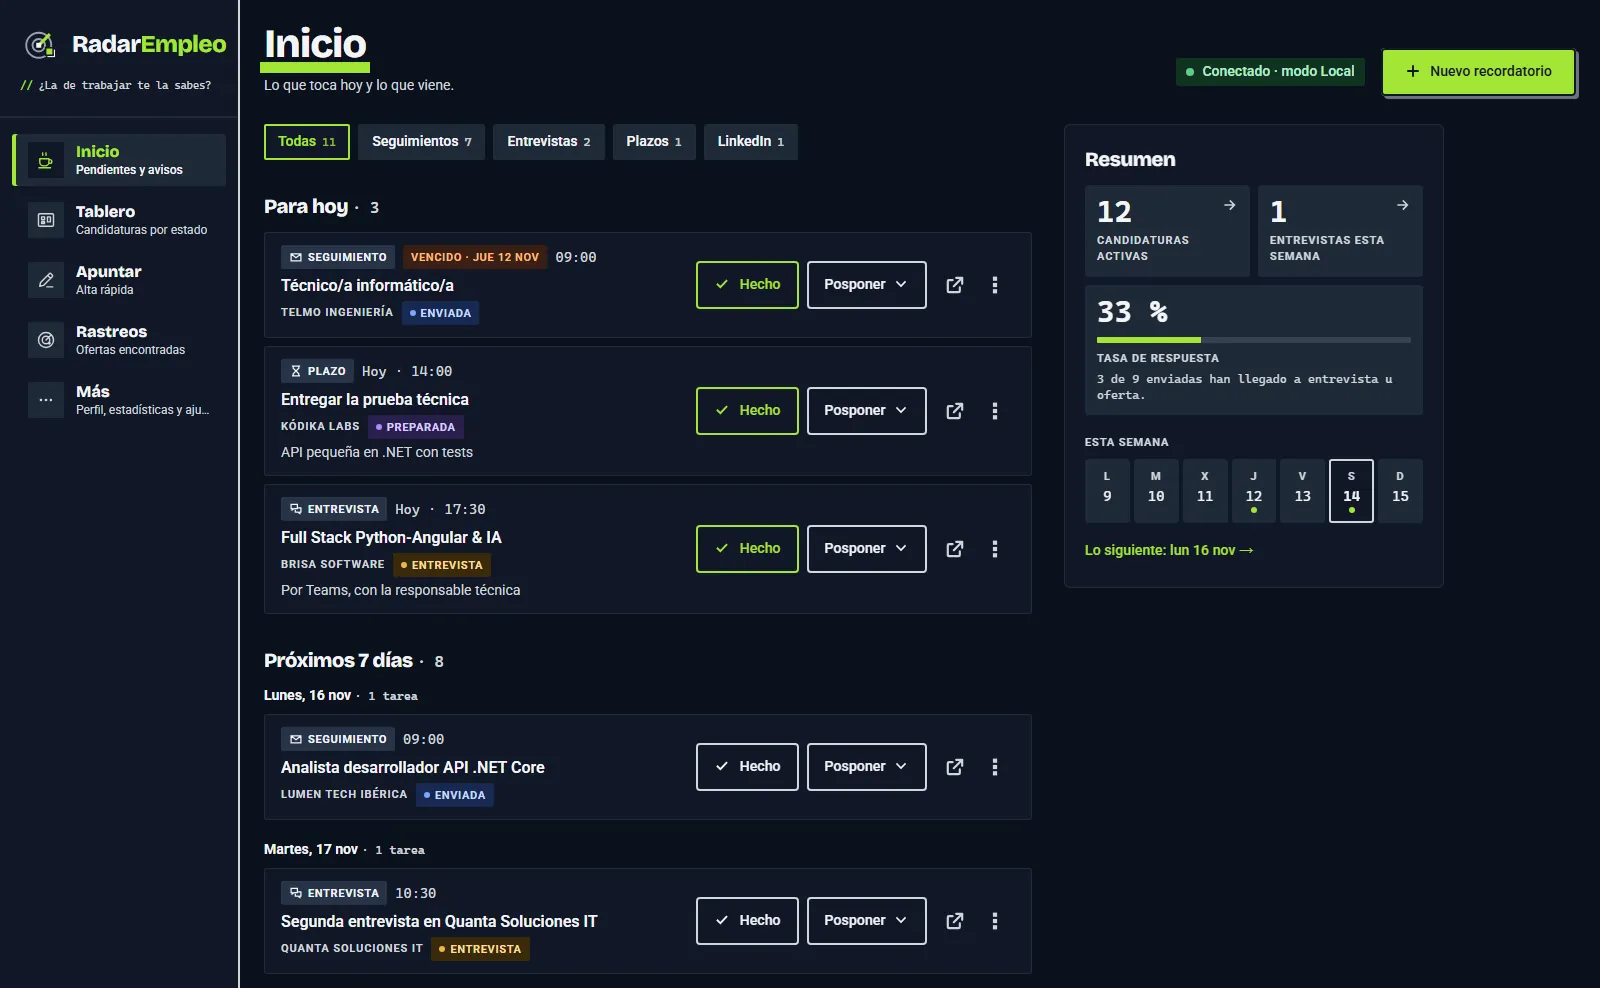 RadarEmpleo
// ¿La de trabajar te la sabes?
Inicio
Pendientes y avisos
Tablero
Candidaturas por estado
Apuntar
Alta rápida
Rastreos
Ofertas encontradas
Más
Perfil, estadísticas y aju...
Inicio
Lo que toca hoy y lo que viene.
Conectado · modo Local
+ Nuevo recordatorio
Todas 11
Seguimientos 7
Entrevistas 2
Plazos 1
LinkedIn 1
Para hoy · 3
SEGUIMIENTO VENCIDO · JUE 12 NOV 09:00
Técnico/a informático/a
TELMO INGENIERÍA ENVIADA
Hecho
Posponer
PLAZO Hoy · 14:00
Entregar la prueba técnica
KÓDIKA LABS PREPARADA
API pequeña en .NET con tests
Hecho
Posponer
ENTREVISTA Hoy · 17:30
Full Stack Python-Angular & IA
BRISA SOFTWARE ENTREVISTA
Por Teams, con la responsable técnica
Hecho
Posponer
Próximos 7 días · 8
Lunes, 16 nov · 1 tarea
SEGUIMIENTO 09:00
Analista desarrollador API .NET Core
LUMEN TECH IBÉRICA ENVIADA
Hecho
Posponer
Martes, 17 nov · 1 tarea
ENTREVISTA 10:30
Segunda entrevista en Quanta Soluciones IT
QUANTA SOLUCIONES IT ENTREVISTA
Hecho
Posponer
Resumen
12 →
CANDIDATURAS
ACTIVAS
1 →
ENTREVISTAS ESTA
SEMANA
33 %
TASA DE RESPUESTA
3 de 9 enviadas han llegado a entrevista u
oferta.
ESTA SEMANA
L M X J V S D
9 10 11 12 13 14 15
Lo siguiente: lun 16 nov →